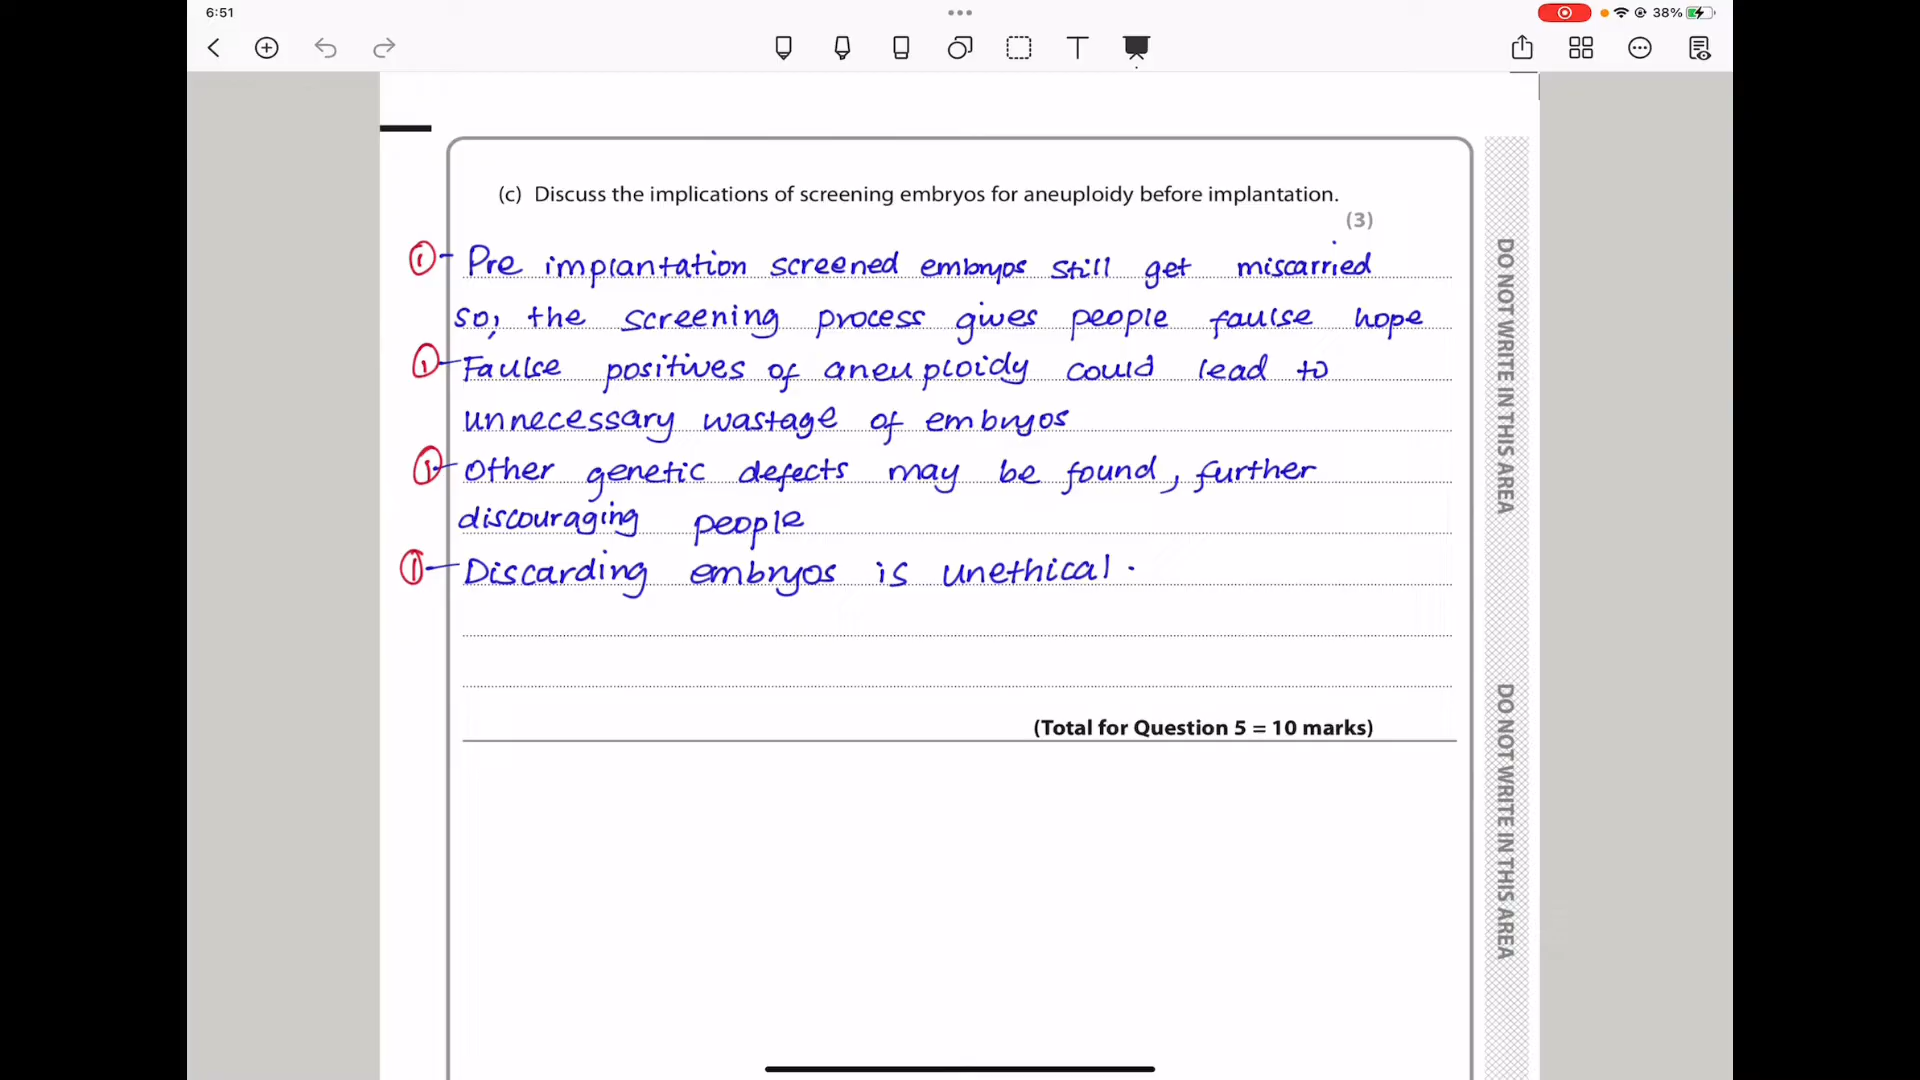 6:51
38%
T
(c) Discuss the implications of screening embryos for aneuploidy before implantation.
(3)
① - Pre implantation screened embryos still get miscarried
so, the screening process gives people faulse hope
① - Faulse positives of aneuploidy could lead to
unnecessary wastage of embryos
① - Other genetic defects may be found, further
discouraging people
① - Discarding embryos is unethical.
(Total for Question 5 = 10 marks)
DO NOT WRITE IN THIS AREA
DO NOT WRITE IN THIS AREA